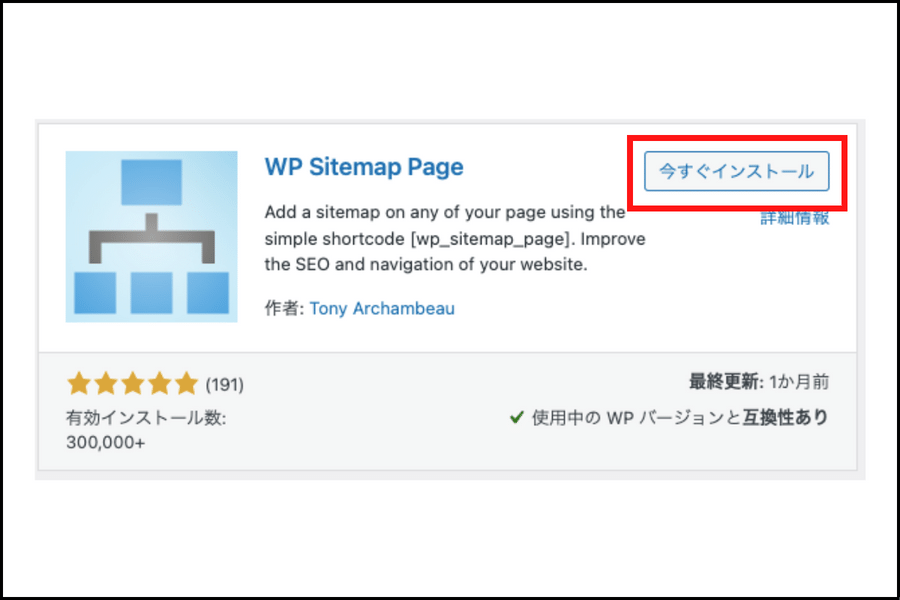 WP Sitemap Page
今すぐインストール
詳細情報
Add a sitemap on any of your page using the
simple shortcode [wp_sitemap_page]. Improve
the SEO and navigation of your website.
作者: Tony Archambeau
(191)
最終更新: 1か月前
有効インストール数:
300,000+
使用中の WP バージョンと互換性あり